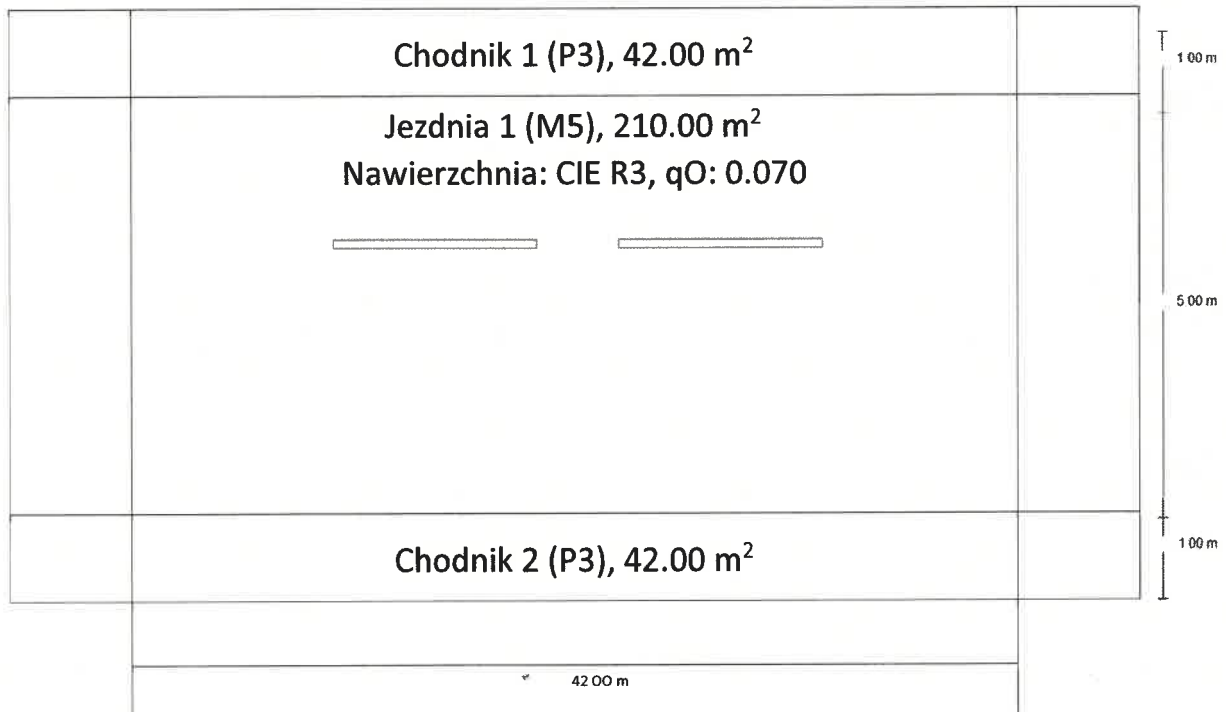 Chodnik 1 (P3), 42.00 m²
1 00 m
Jezdnia 1 (M5), 210.00 m²
Nawierzchnia: CIE R3, qO: 0.070
5 00 m
Chodnik 2 (P3), 42.00 m²
1 00 m
42 00 m